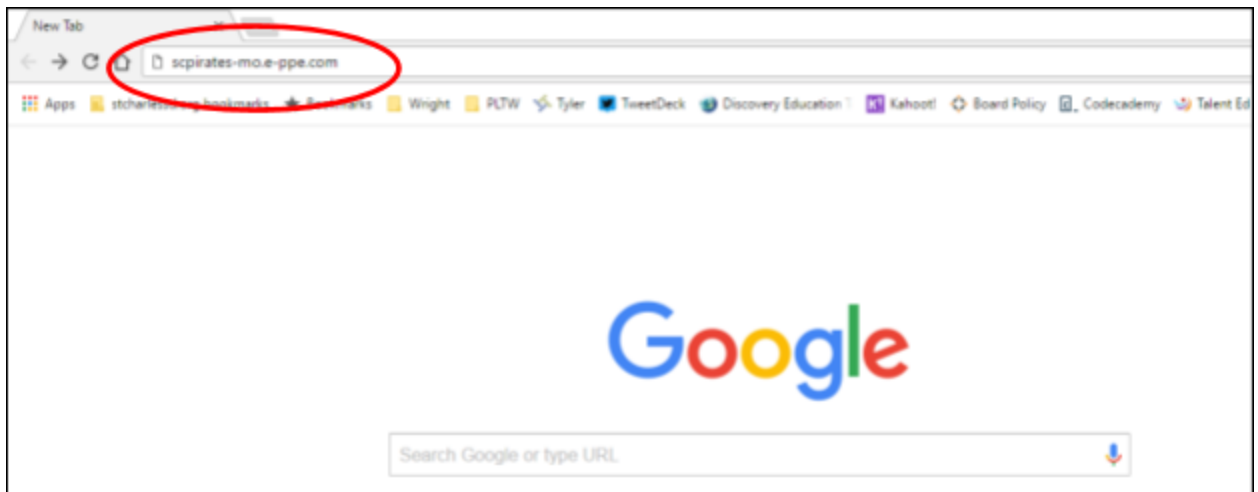 New Tab
scpirates-mo.e-ppe.com
Apps Bookmarks Wright PLTW Tyler TweetDeck Discovery Education T Kahoot! Board Policy Codecademy Talent Ed
Google
Search Google or type URL